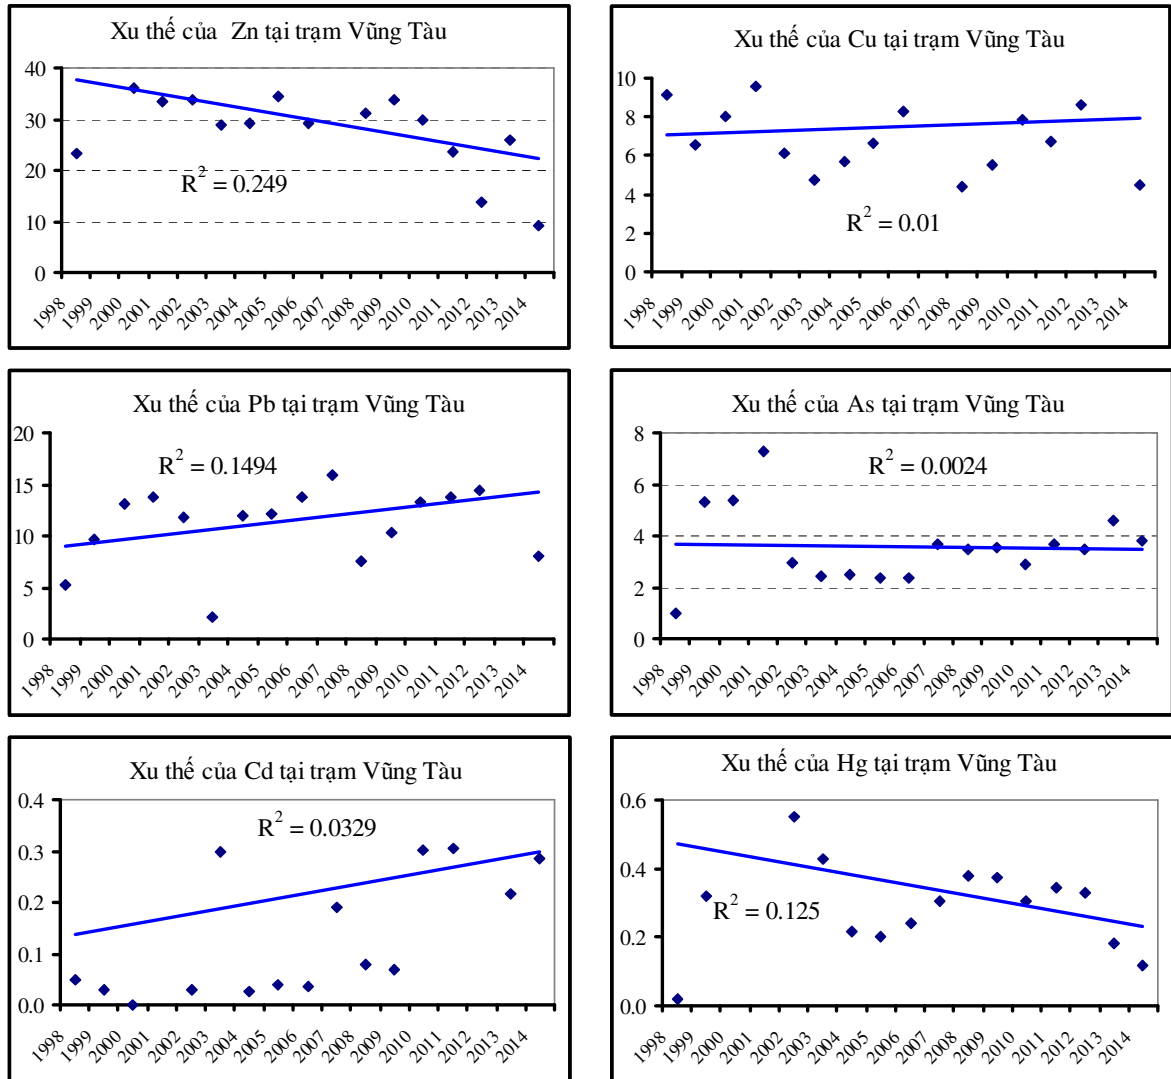 Xu thế của Zn tại trạm Vũng Tàu
40
30
20
10
0
R² = 0.249
1998 1999 2000 2001 2002 2003 2004 2005 2006 2007 2008 2009 2010 2011 2012 2013 2014
Xu thế của Cu tại trạm Vũng Tàu
10
8
6
4
2
0
R² = 0.01
1998 1999 2000 2001 2002 2003 2004 2005 2006 2007 2008 2009 2010 2011 2012 2013 2014
Xu thế của Pb tại trạm Vũng Tàu
20
15
10
5
0
R² = 0.1494
1998 1999 2000 2001 2002 2003 2004 2005 2006 2007 2008 2009 2010 2011 2012 2013 2014
Xu thế của As tại trạm Vũng Tàu
8
6
4
2
0
R² = 0.0024
1998 1999 2000 2001 2002 2003 2004 2005 2006 2007 2008 2009 2010 2011 2012 2013 2014
Xu thế của Cd tại trạm Vũng Tàu
0.4
0.3
0.2
0.1
0.0
R² = 0.0329
1998 1999 2000 2001 2002 2003 2004 2005 2006 2007 2008 2009 2010 2011 2012 2013 2014
Xu thế của Hg tại trạm Vũng Tàu
0.6
0.4
0.2
0.0
R² = 0.125
1998 1999 2000 2001 2002 2003 2004 2005 2006 2007 2008 2009 2010 2011 2012 2013 2014